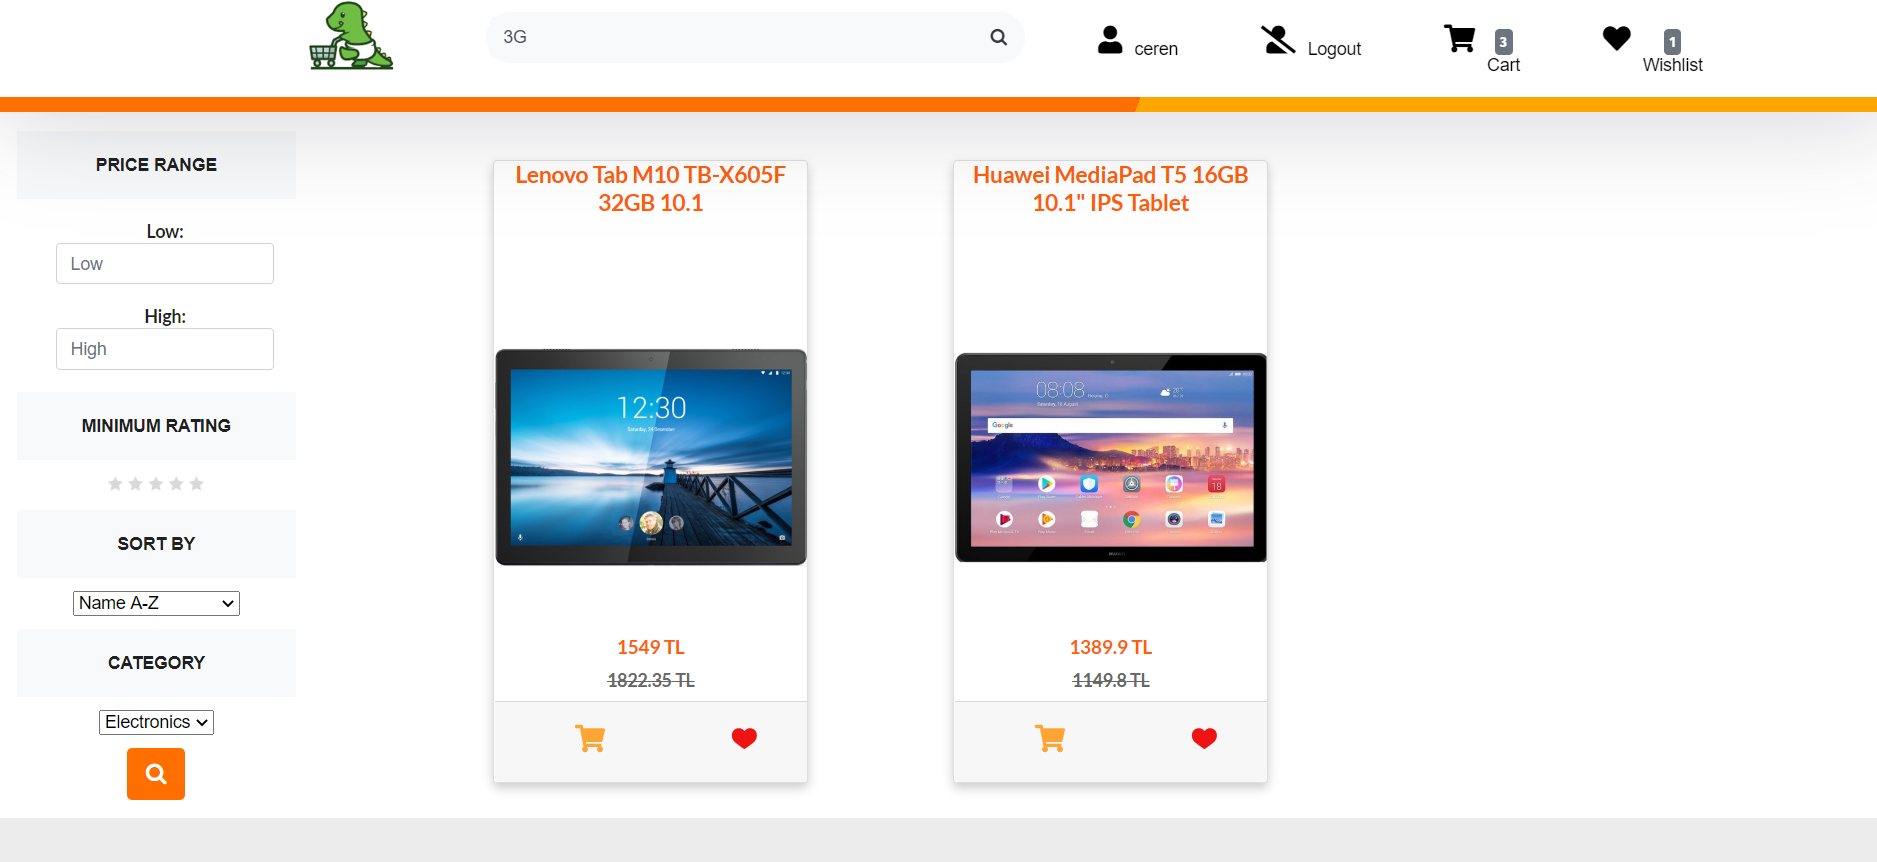 3G
ceren
Logout
3
Cart
1
Wishlist
PRICE RANGE
Low:
Low
High:
High
MINIMUM RATING
SORT BY
Name A-Z
CATEGORY
Electronics
Lenovo Tab M10 TB-X605F
32GB 10.1
12:30
1549 TL
1822.35 TL
Huawei MediaPad T5 16GB
10.1" IPS Tablet
08:08
Google
18
1389.9 TL
1149.8 TL